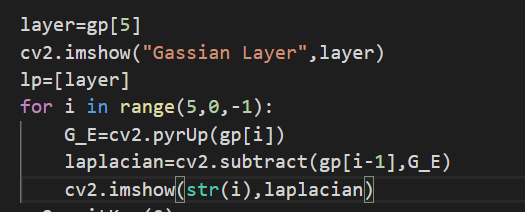 layer=gp[5]
cv2.imshow("Gassian Layer",layer)
lp=[layer]
for i in range(5,0,-1):
    G_E=cv2.pyrUp(gp[i])
    laplacian=cv2.subtract(gp[i-1],G_E)
    cv2.imshow(str(i),laplacian)